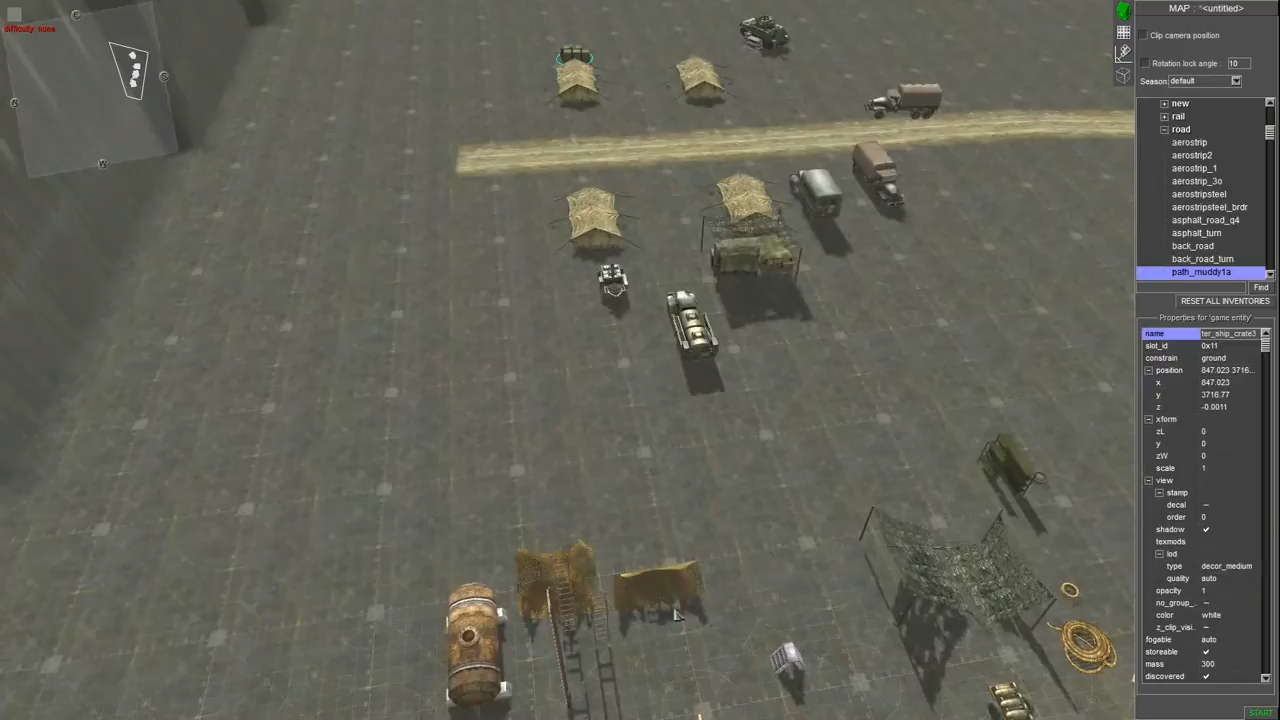 difficulty: none
MAP : *<untitled>
Clip camera position
Rotation lock angle : 10
Season: default
new
rail
road
aerostrip
aerostrip2
aerostrip_1
aerostrip_3o
aerostripsteel
aerostripsteel_brdr
asphalt_road_q4
asphalt_turn
back_road
back_road_turn
path_muddy1a
Find
RESET ALL INVENTORIES
Properties for 'game entity'
name ter_ship_crate3
slot_id 0x11
constrain ground
position 847.023 3716...
x 847.023
y 3716.77
z -0.0011
xform
zL 0
y 0
zW 0
scale 1
view
stamp
decal
order 0
shadow
texmods
lod
type decor_medium
quality auto
opacity 1
no_group_..
color white
z_clip_visi..
fogable auto
storeable
mass 300
discovered
START